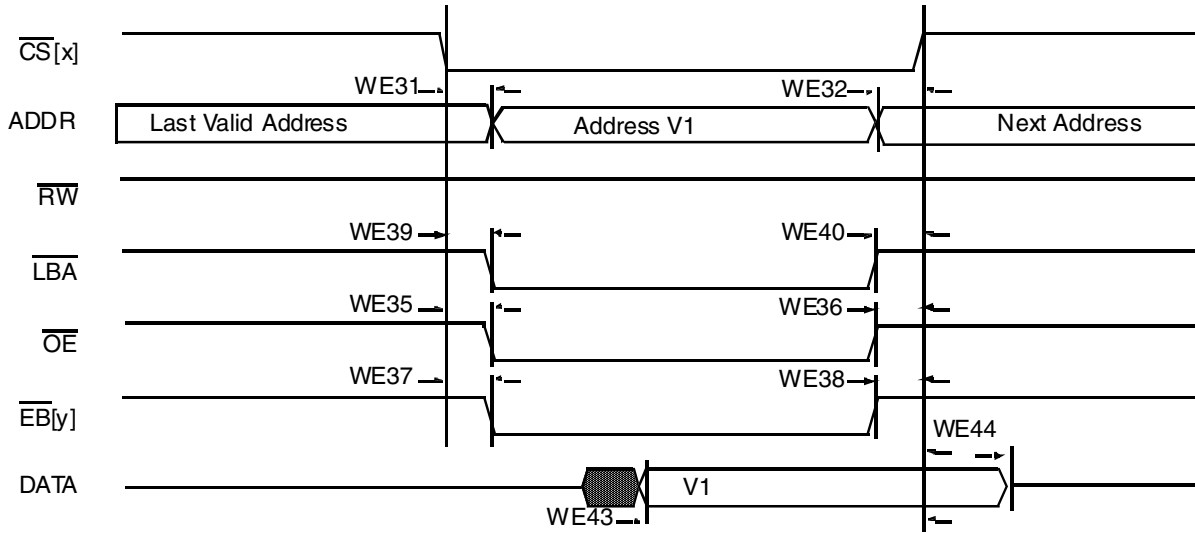 CS[x]
WE31
WE32
ADDR
Last Valid Address
Address V1
Next Address
RW
WE39
WE40
LBA
WE35
WE36
OE
WE37
WE38
EB[y]
WE44
DATA
V1
WE43